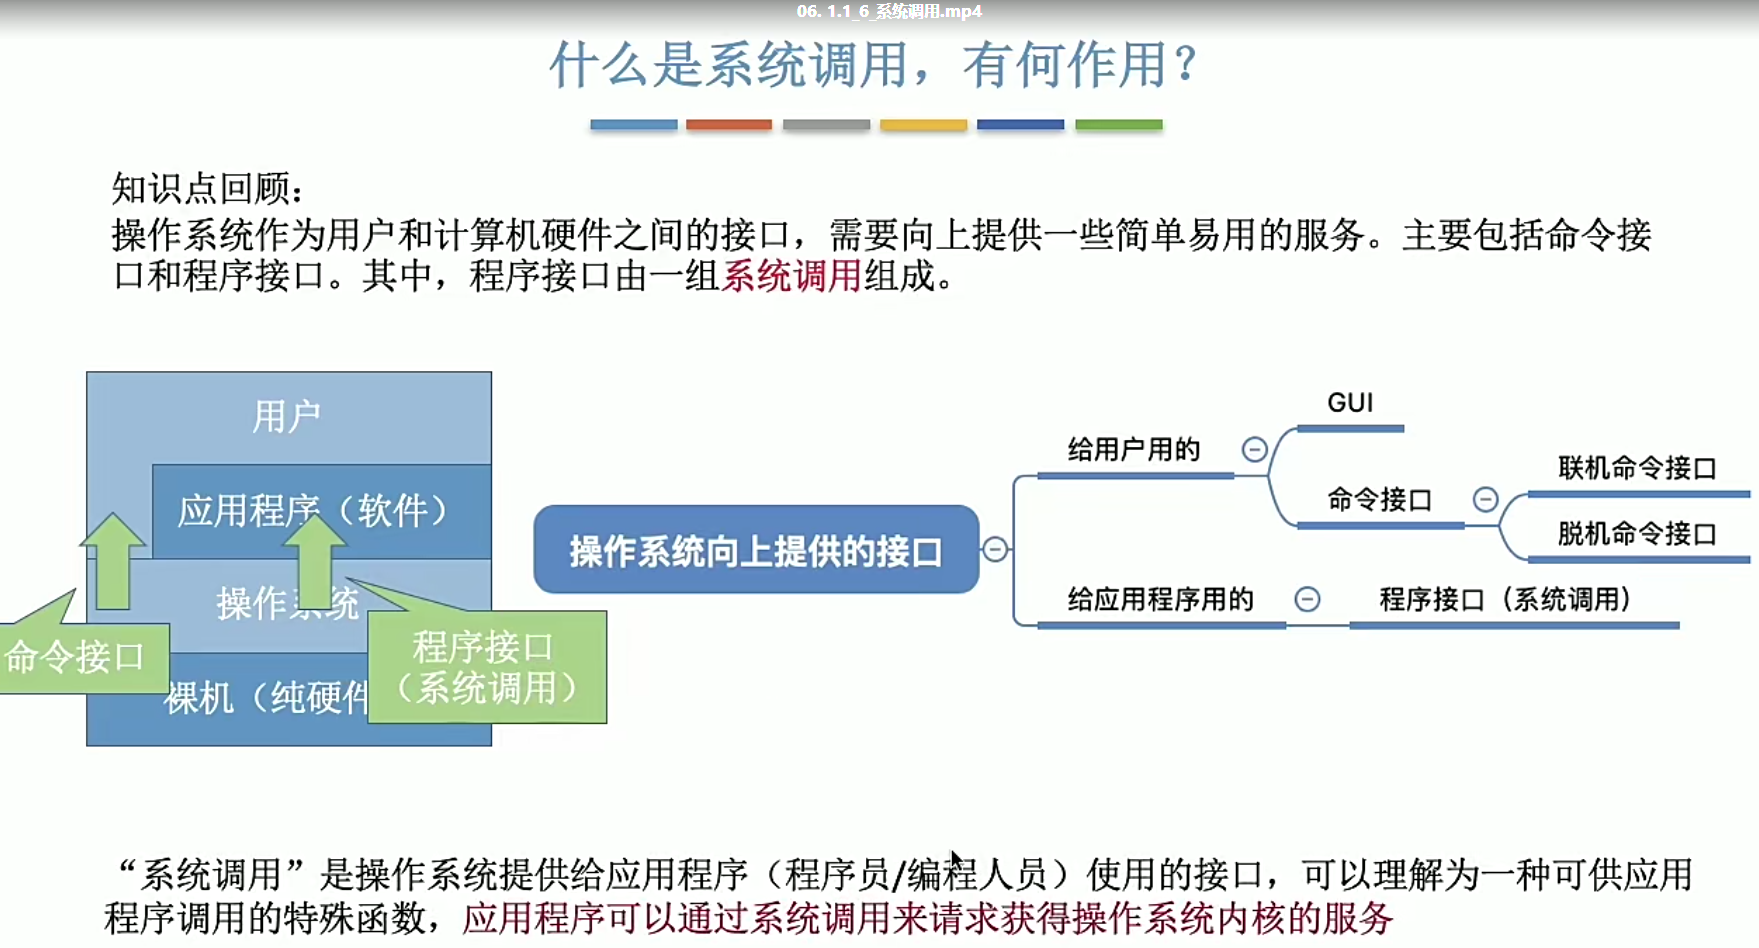 06. 1.1_6_系统调用.mp4
什么是系统调用，有何作用？
知识点回顾：
操作系统作为用户和计算机硬件之间的接口，需要向上提供一些简单易用的服务。主要包括命令接
口和程序接口。其中，程序接口由一组系统调用组成。
用户
应用程序（软件）
操作系统
命令接口
程序接口
（系统调用）
裸机（纯硬件
操作系统向上提供的接口
给用户用的
GUI
命令接口
联机命令接口
脱机命令接口
给应用程序用的
程序接口（系统调用）
“系统调用”是操作系统提供给应用程序（程序员/编程人员）使用的接口，可以理解为一种可供应用
程序调用的特殊函数，应用程序可以通过系统调用来请求获得操作系统内核的服务